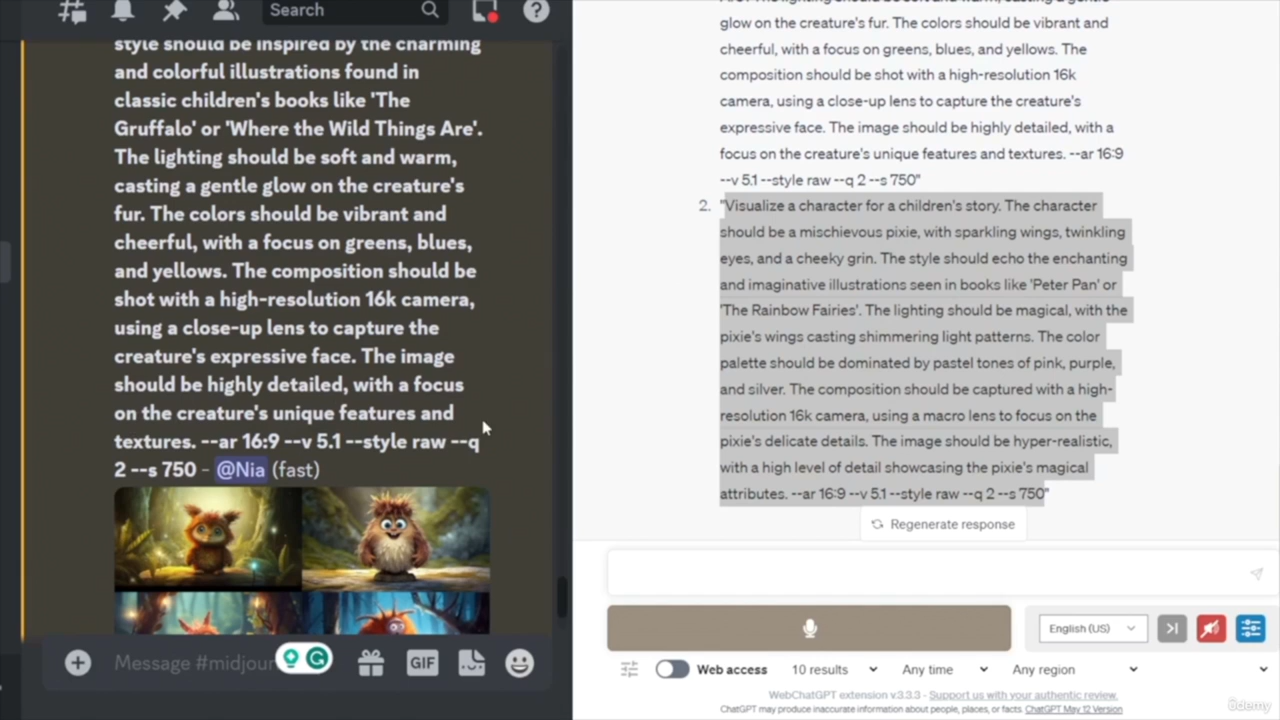 Search
style should be inspired by the charming
and colorful illustrations found in
classic children's books like 'The
Gruffalo' or 'Where the Wild Things Are'.
The lighting should be soft and warm,
casting a gentle glow on the creature's
fur. The colors should be vibrant and
cheerful, with a focus on greens, blues,
and yellows. The composition should be
shot with a high-resolution 16k camera,
using a close-up lens to capture the
creature's expressive face. The image
should be highly detailed, with a focus
on the creature's unique features and
textures. --ar 16:9 --v 5.1 --style raw --q
2 --s 750 - @Nia (fast)
Message #midjour
GIF
glow on the creature's fur. The colors should be vibrant and
cheerful, with a focus on greens, blues, and yellows. The
composition should be shot with a high-resolution 16k
camera, using a close-up lens to capture the creature's
expressive face. The image should be highly detailed, with a
focus on the creature's unique features and textures. --ar 16:9
--v 5.1 --style raw --q 2 --s 750"
2. "Visualize a character for a children's story. The character
should be a mischievous pixie, with sparkling wings, twinkling
eyes, and a cheeky grin. The style should echo the enchanting
and imaginative illustrations seen in books like 'Peter Pan' or
'The Rainbow Fairies'. The lighting should be magical, with the
pixie's wings casting shimmering light patterns. The color
palette should be dominated by pastel tones of pink, purple,
and silver. The composition should be captured with a high-
resolution 16k camera, using a macro lens to focus on the
pixie's delicate details. The image should be hyper-realistic,
with a high level of detail showcasing the pixie's magical
attributes. --ar 16:9 --v 5.1 --style raw --q 2 --s 750"
Regenerate response
English (US)
Web access 10 results Any time Any region
WebChatGPT extension v.3.3.3 - Support us with your authentic review.
ChatGPT may produce inaccurate information about people, places, or facts. ChatGPT May 12 Version
ûdemy